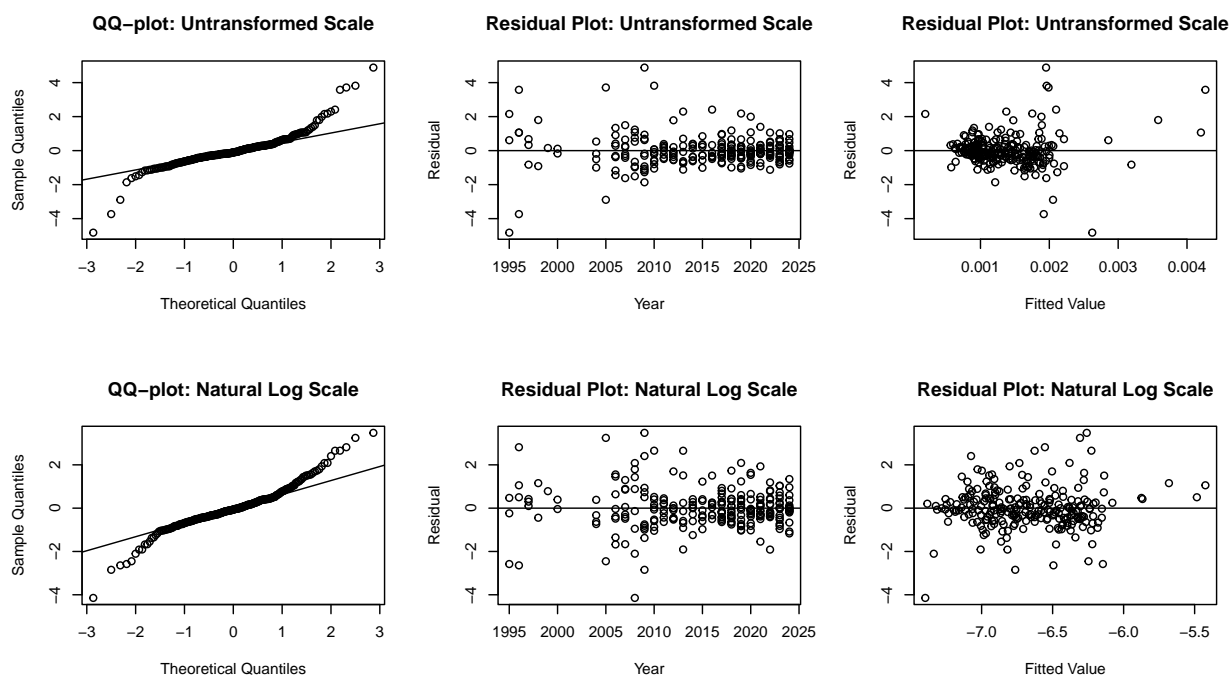 QQ−plot: Untransformed Scale
Sample Quantiles
4
2
0
−2
−4
−3 −2 −1 0 1 2 3
Theoretical Quantiles
Residual Plot: Untransformed Scale
Residual
4
2
0
−2
−4
1995 2000 2005 2010 2015 2020 2025
Year
Residual Plot: Untransformed Scale
Residual
4
2
0
−2
−4
0.001 0.002 0.003 0.004
Fitted Value
QQ−plot: Natural Log Scale
Sample Quantiles
2
0
−2
−4
−3 −2 −1 0 1 2 3
Theoretical Quantiles
Residual Plot: Natural Log Scale
Residual
2
0
−2
−4
1995 2000 2005 2010 2015 2020 2025
Year
Residual Plot: Natural Log Scale
Residual
2
0
−2
−4
−7.0 −6.5 −6.0 −5.5
Fitted Value